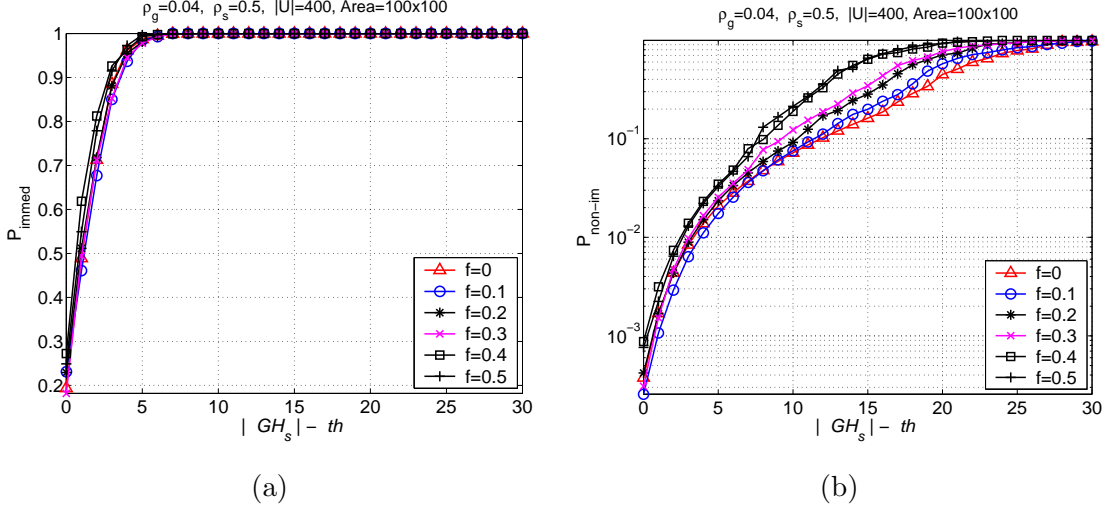 ρg=0.04, ρs=0.5, |U|=400, Area=100x100
1
0.9
0.8
0.7
0.6
0.5
0.4
0.3
0.2
Pimmed
0 5 10 15 20 25 30
| GHs| − th
f=0
f=0.1
f=0.2
f=0.3
f=0.4
f=0.5
(a)
ρg=0.04, ρs=0.5, |U|=400, Area=100x100
10−1
10−2
10−3
Pnon−im
0 5 10 15 20 25 30
| GHs| − th
f=0
f=0.1
f=0.2
f=0.3
f=0.4
f=0.5
(b)